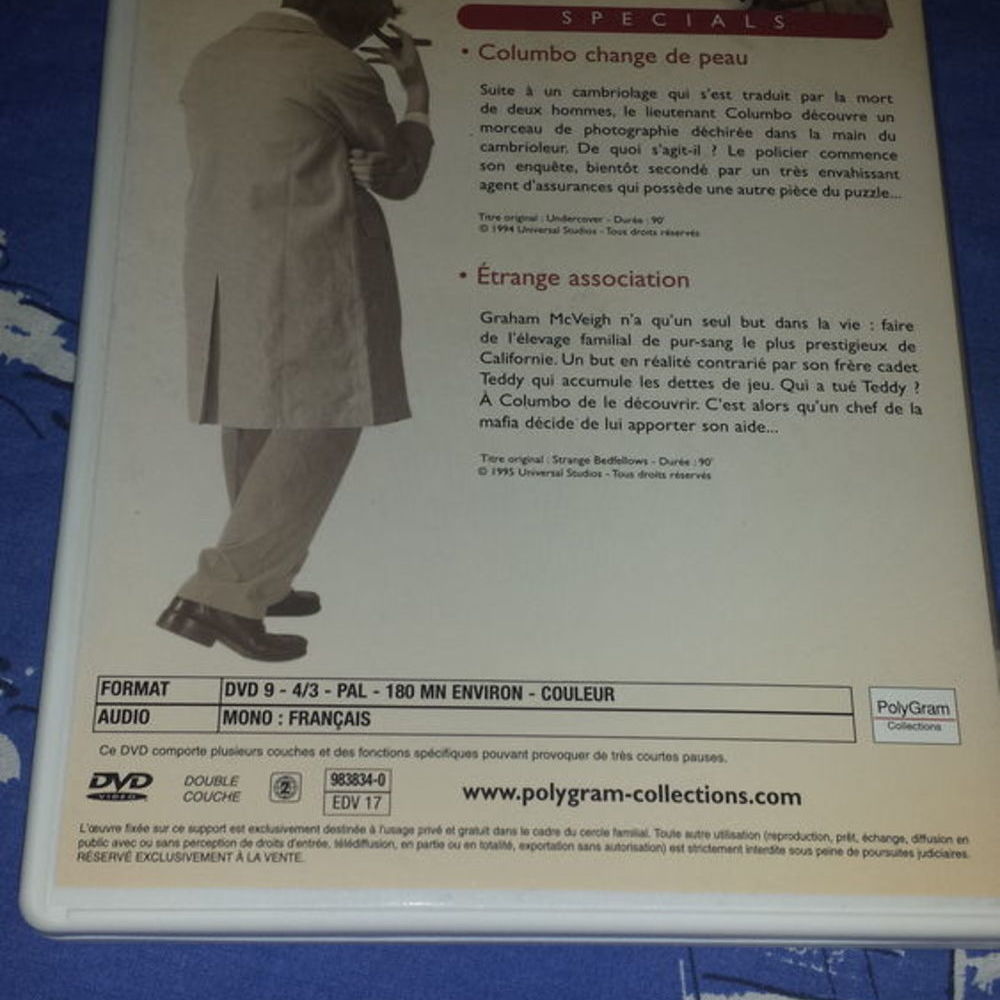 SPECIALS
• Columbo change de peau
Suite à un cambriolage qui s'est traduit par la mort
de deux hommes, le lieutenant Columbo découvre un
morceau de photographie déchirée dans la main du
cambrioleur. De quoi s'agit-il ? Le policier commence
son enquête, bientôt secondé par un très envahissant
agent d'assurances qui possède une autre pièce du puzzle...
Titre original : Undercover - Durée : 90'
© 1994 Universal Studios - Tous droits réservés
• Étrange association
Graham McVeigh n'a qu'un seul but dans la vie : faire
de l'élevage familial de pur-sang le plus prestigieux de
Californie. Un but en réalité contrarié par son frère cadet
Teddy qui accumule les dettes de jeu. Qui a tué Teddy ?
À Columbo de le découvrir. C'est alors qu'un chef de la
mafia décide de lui apporter son aide...
Titre original : Strange Bedfellows - Durée : 90'
© 1995 Universal Studios - Tous droits réservés
FORMAT DVD 9 - 4/3 - PAL - 180 MN ENVIRON - COULEUR
AUDIO MONO : FRANÇAIS
PolyGram
Collections
Ce DVD comporte plusieurs couches et des fonctions spécifiques pouvant provoquer de très courtes pauses.
DVD
VIDEO
DOUBLE
COUCHE
2
983834-0
EDV 17
www.polygram-collections.com
L'œuvre fixée sur ce support est exclusivement destinée à l'usage privé et gratuit dans le cadre du cercle familial. Toute autre utilisation (reproduction, prêt, échange, diffusion en
public avec ou sans perception de droits d'entrée, télédiffusion, en partie ou en totalité, exportation sans autorisation) est strictement interdite sous peine de poursuites judiciaires.
RÉSERVÉ EXCLUSIVEMENT À LA VENTE.